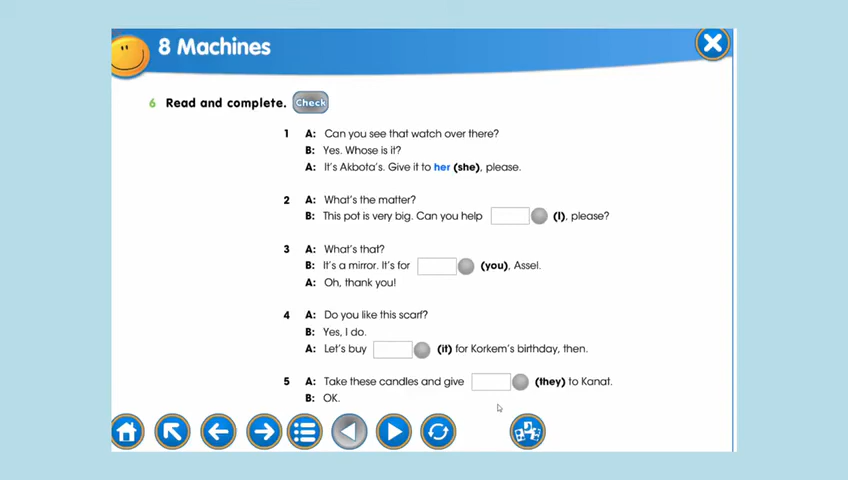 8 Machines
6 Read and complete. Check
1 A: Can you see that watch over there?
B: Yes. Whose is it?
A: It's Akbota's. Give it to her (she), please.
2 A: What's the matter?
B: This pot is very big. Can you help (I), please?
3 A: What's that?
B: It's a mirror. It's for (you), Assel.
A: Oh, thank you!
4 A: Do you like this scarf?
B: Yes, I do.
A: Let's buy (it) for Korkem's birthday, then.
5 A: Take these candles and give (they) to Kanat.
B: OK.